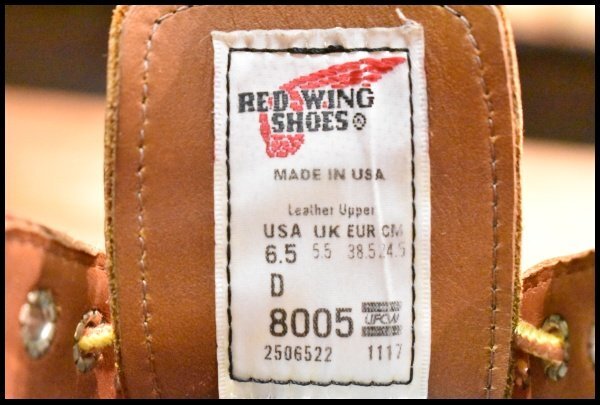 RED WING
SHOES®
MADE IN USA
Leather Upper
USA UK EUR CM
6.5 5.5 38.5 24.5
D
8005 UFCW
2506522 1117